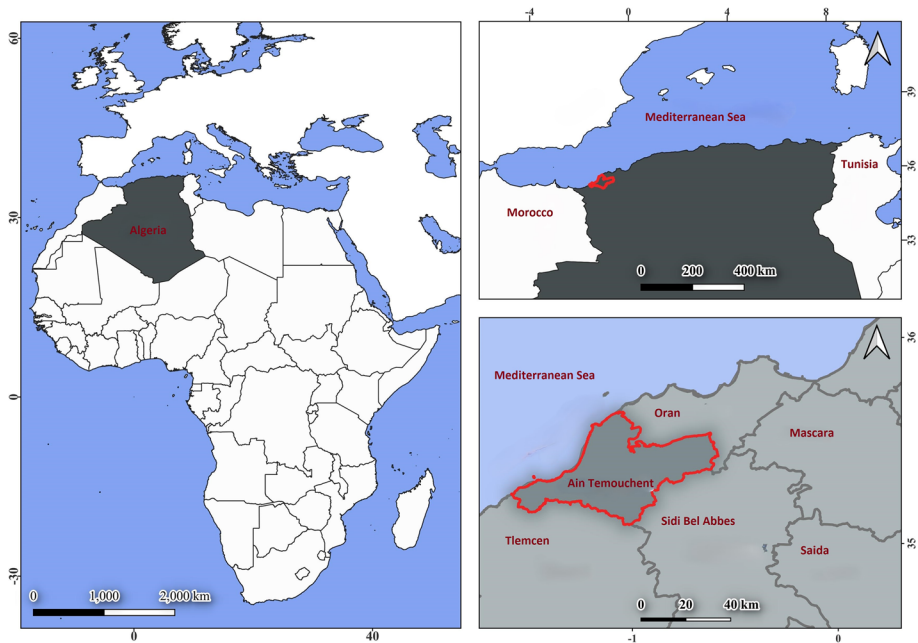 60
30
0
-30
Algeria
0 1,000 2,000 km
0 40
-4 0 4 8
39
36
33
Mediterranean Sea
Tunisia
Morocco
0 200 400 km
36
35
Mediterranean Sea
Oran
Mascara
Ain Temouchent
Sidi Bel Abbes
Tlemcen
Saida
0 20 40 km
-1 0